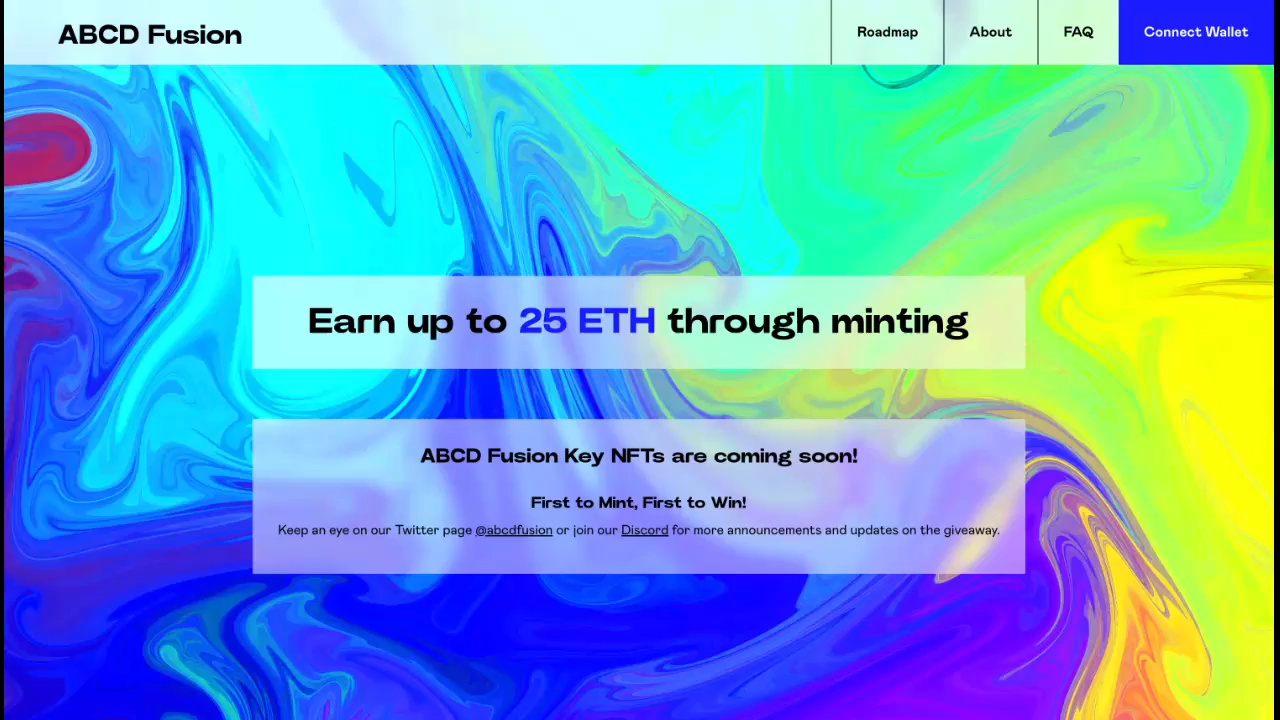 ABCD Fusion
Roadmap
About
FAQ
Connect Wallet
Earn up to 25 ETH through minting
ABCD Fusion Key NFTs are coming soon!
First to Mint, First to Win!
Keep an eye on our Twitter page @abcdfusion or join our Discord for more announcements and updates on the giveaway.